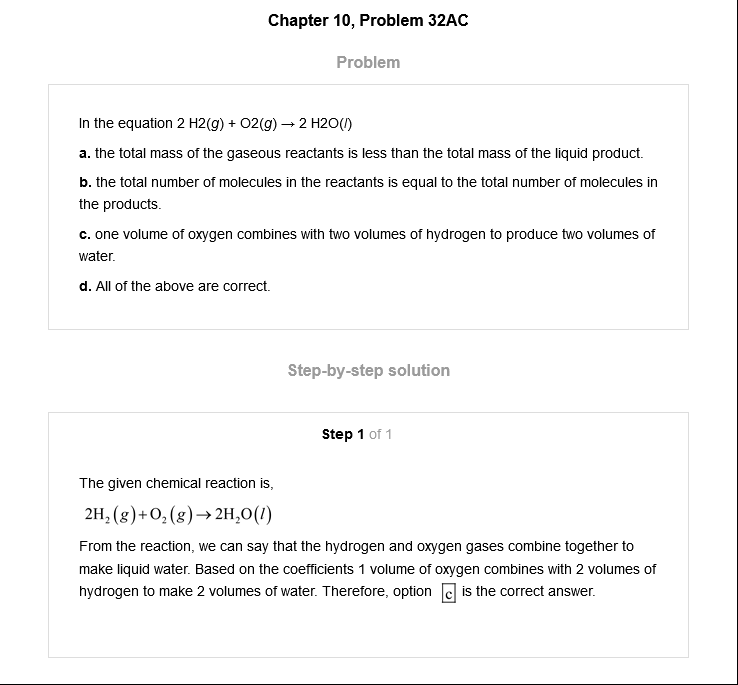 Chapter 10, Problem 32AC
Problem
In the equation 2 H2(g) + O2(g) → 2 H2O(l)
a. the total mass of the gaseous reactants is less than the total mass of the liquid product.
b. the total number of molecules in the reactants is equal to the total number of molecules in
the products.
c. one volume of oxygen combines with two volumes of hydrogen to produce two volumes of
water.
d. All of the above are correct.
Step-by-step solution
Step 1 of 1
The given chemical reaction is,
2H₂(g)+O₂(g)→2H₂O(l)
From the reaction, we can say that the hydrogen and oxygen gases combine together to
make liquid water. Based on the coefficients 1 volume of oxygen combines with 2 volumes of
hydrogen to make 2 volumes of water. Therefore, option c is the correct answer.